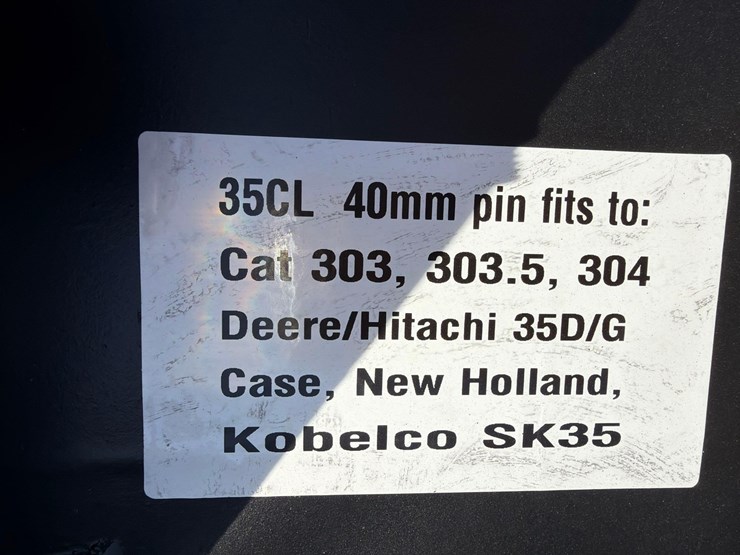 35CL 40mm pin fits to:
Cat 303, 303.5, 304
Deere/Hitachi 35D/G
Case, New Holland,
Kobelco SK35